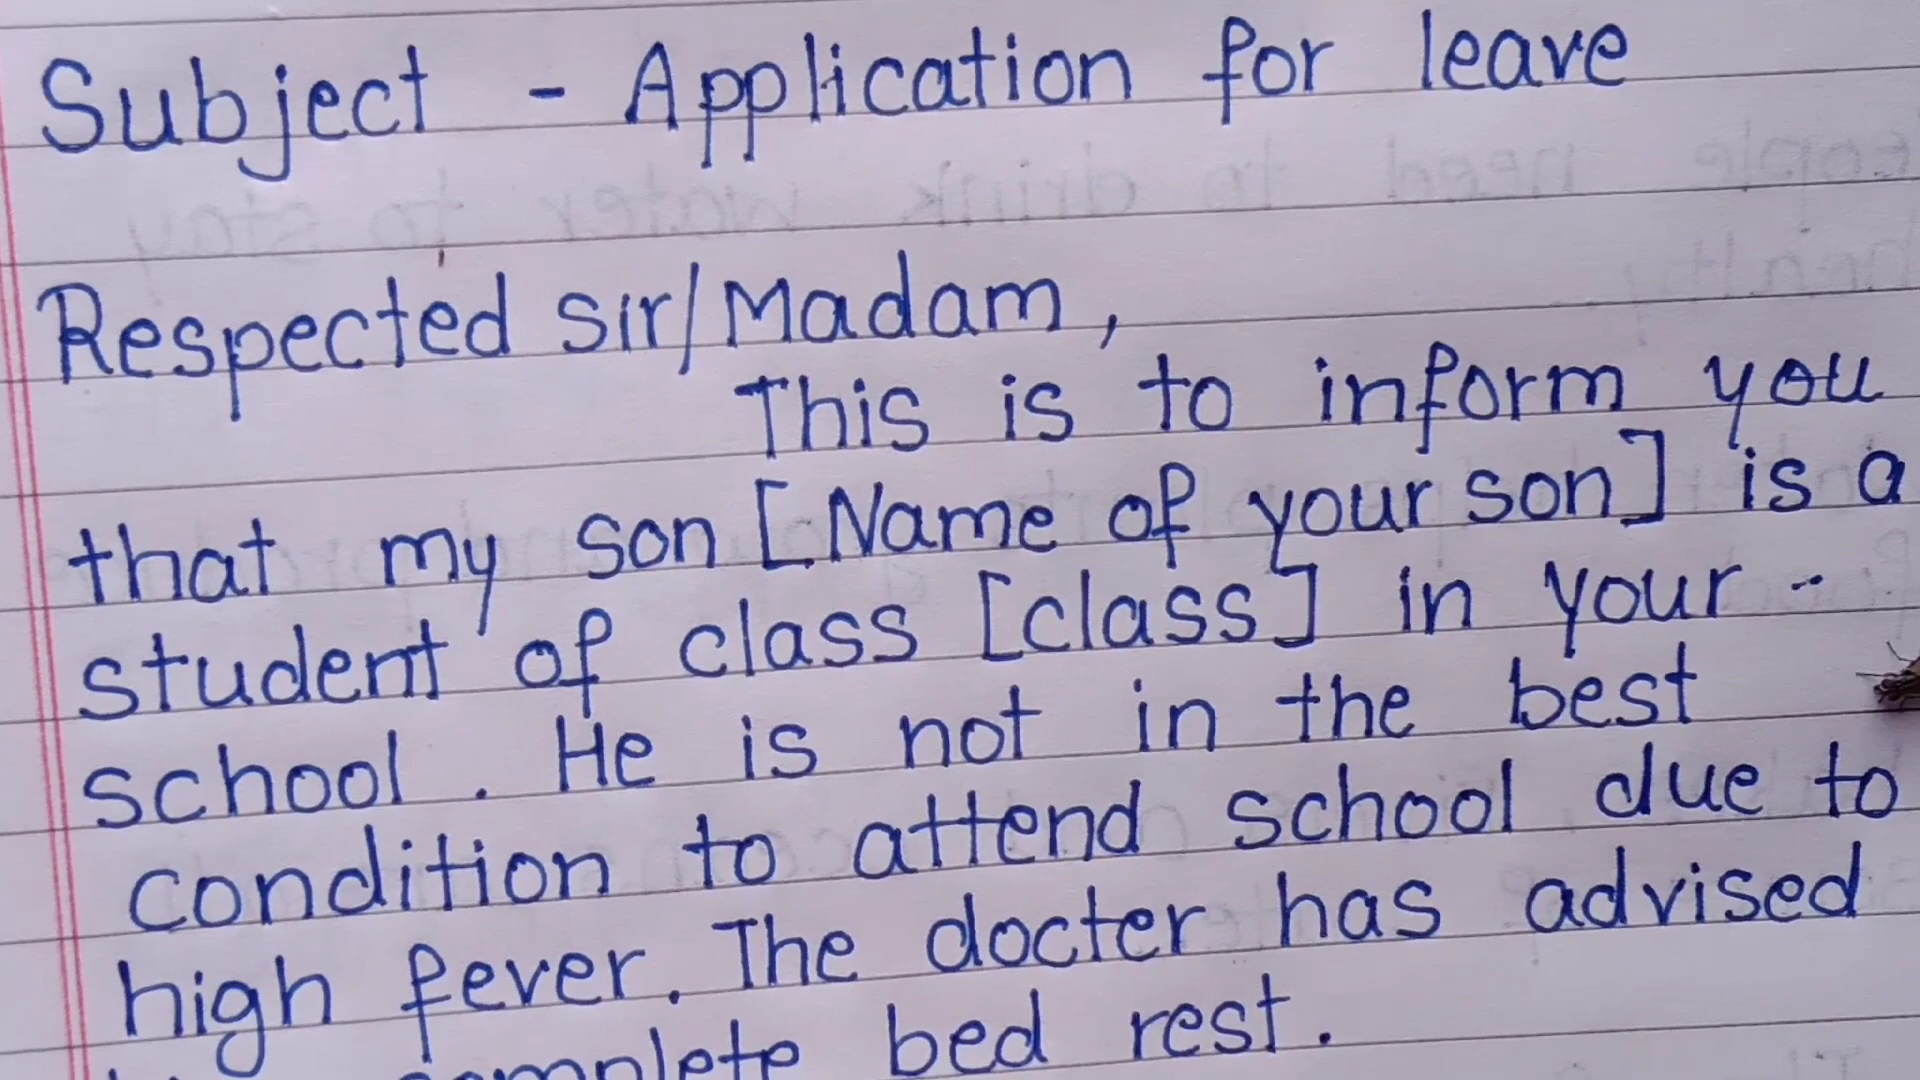 Subject - Application for leave
Respected sir/Madam,
This is to inform you
that my son [Name of your son] is a
student of class [class] in your -
school. He is not in the best
condition to attend school due to
high fever. The docter has advised
complete bed rest.